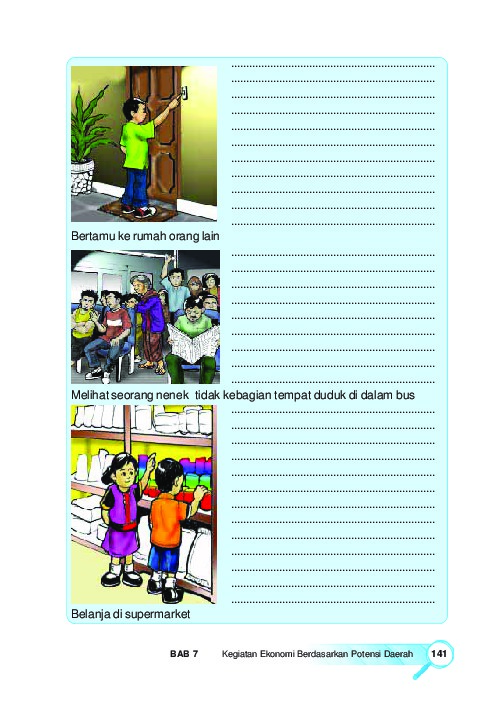 Bertamu ke rumah orang lain
Melihat seorang nenek tidak kebagian tempat duduk di dalam bus
Belanja di supermarket
BAB 7 Kegiatan Ekonomi Berdasarkan Potensi Daerah 141